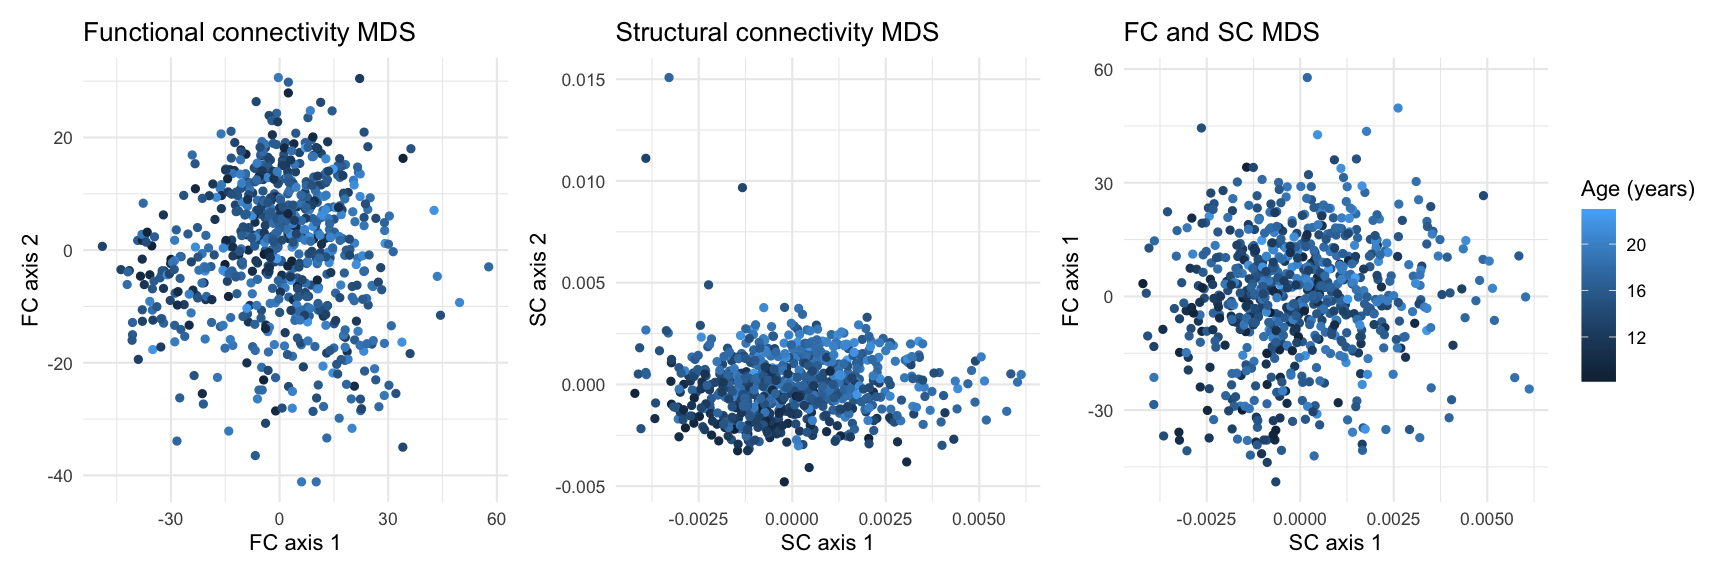 Functional connectivity MDS
20
0
-20
-40
FC axis 2
-30 0 30 60
FC axis 1
Structural connectivity MDS
0.015
0.010
0.005
0.000
-0.005
SC axis 2
-0.0025 0.0000 0.0025 0.0050
SC axis 1
FC and SC MDS
60
30
0
-30
FC axis 1
-0.0025 0.0000 0.0025 0.0050
SC axis 1
Age (years)
20
16
12